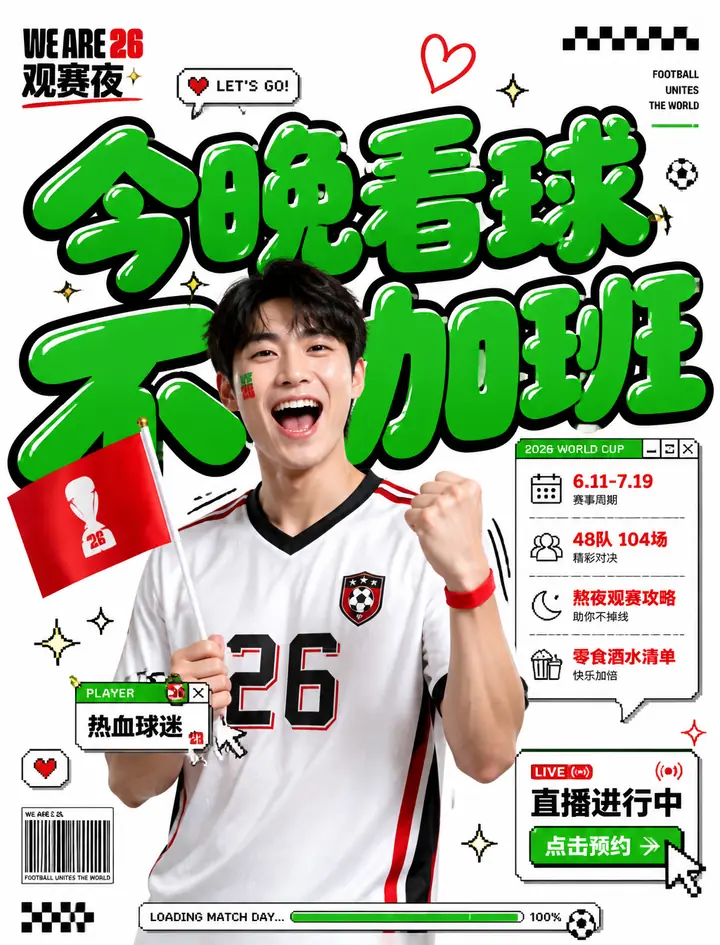 WE ARE 26
观赛夜
LET'S GO!
FOOTBALL
UNITES
THE WORLD
今晚看球
不加班
WE
26
26
2026 WORLD CUP
6.11-7.19
赛事周期
48队 104场
精彩对决
熬夜观赛攻略
助你不掉线
零食酒水清单
快乐加倍
26
PLAYER
热血球迷
LIVE
直播进行中
点击预约
WE ARE
FOOTBALL UNITES THE WORLD
LOADING MATCH DAY...
100%